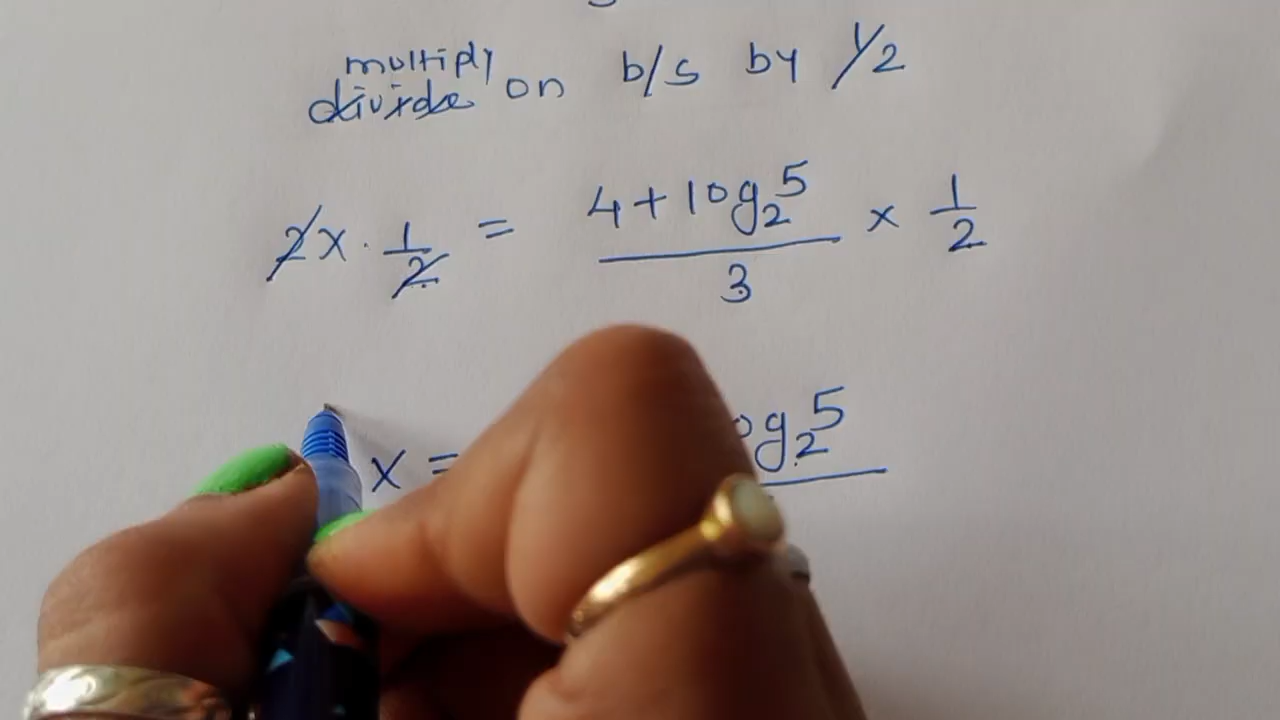 multiply
divide on b/s by 1/2
2x · 1/2 = 4 + log₂5 / 3 × 1/2
x = og₂5